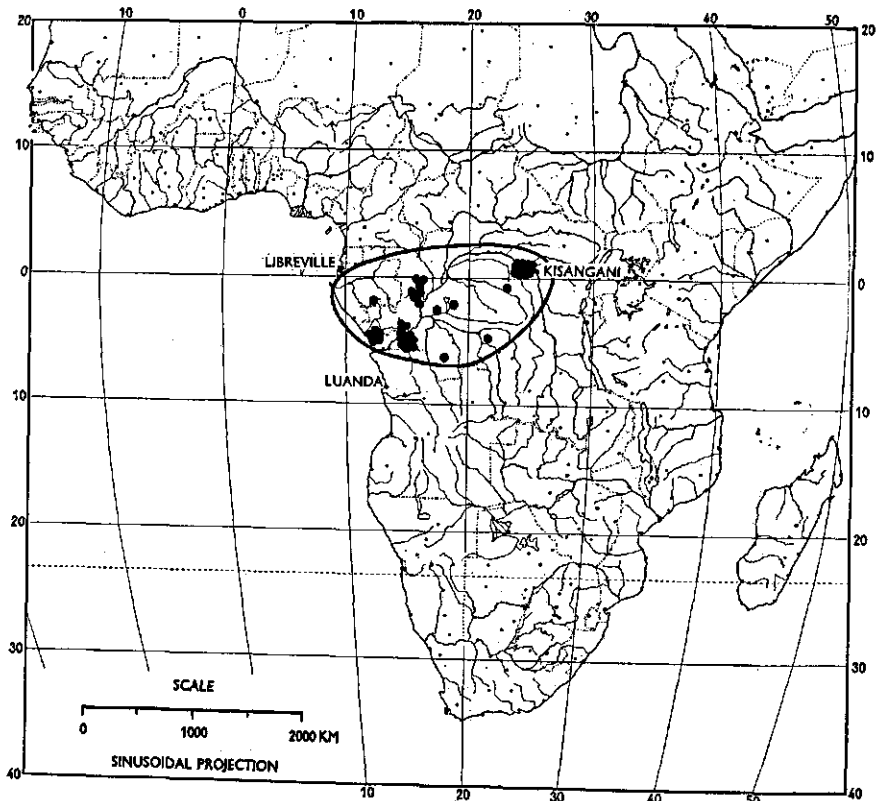 20 10 0 10 20 30 40 50
20 20
10 10
LIBREVILLE
0 KISANGANI 0
LUANDA
10 10
20 20
30 30
SCALE
0 1000 2000 KM
SINUSOIDAL PROJECTION
40 10 20 30 40 50 40